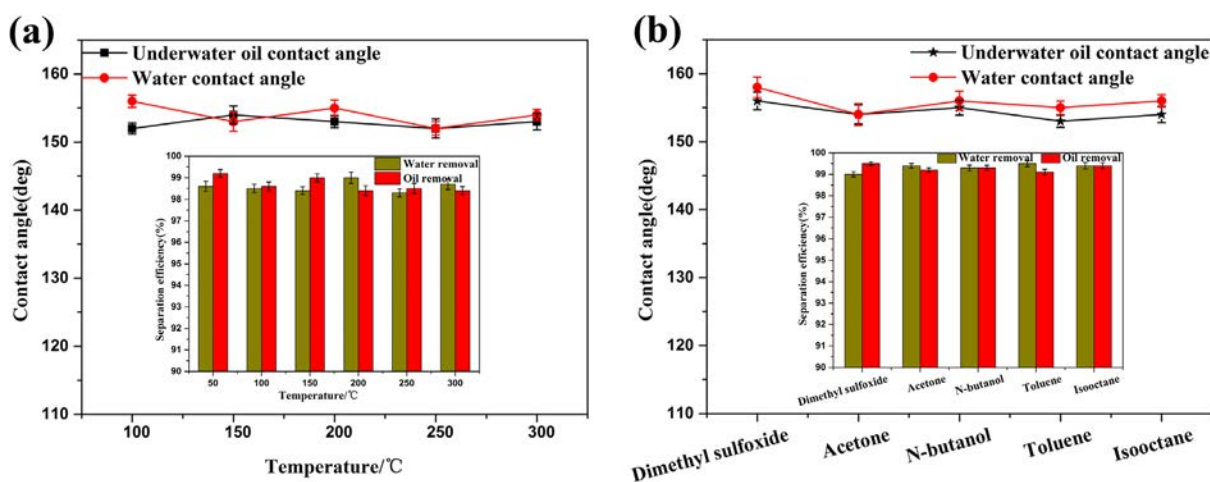 (a)
Underwater oil contact angle
Water contact angle
Contact angle(deg)
160
150
140
130
120
110
100 150 200 250 300
Temperature/℃
Water removal
Oil removal
Separation efficiency(%)
100
99
98
97
96
95
94
93
92
91
90
50 100 150 200 250 300
Temperature/℃
(b)
Underwater oil contact angle
Water contact angle
Contact angle(deg)
160
150
140
130
120
110
Dimethyl sulfoxide Acetone N-butanol Toluene Isooctane
Water removal Oil removal
Separation efficiency(%)
100
99
98
97
96
95
94
93
92
91
90
Dimethyl sulfoxide Acetone N-butanol Toluene Isooctane